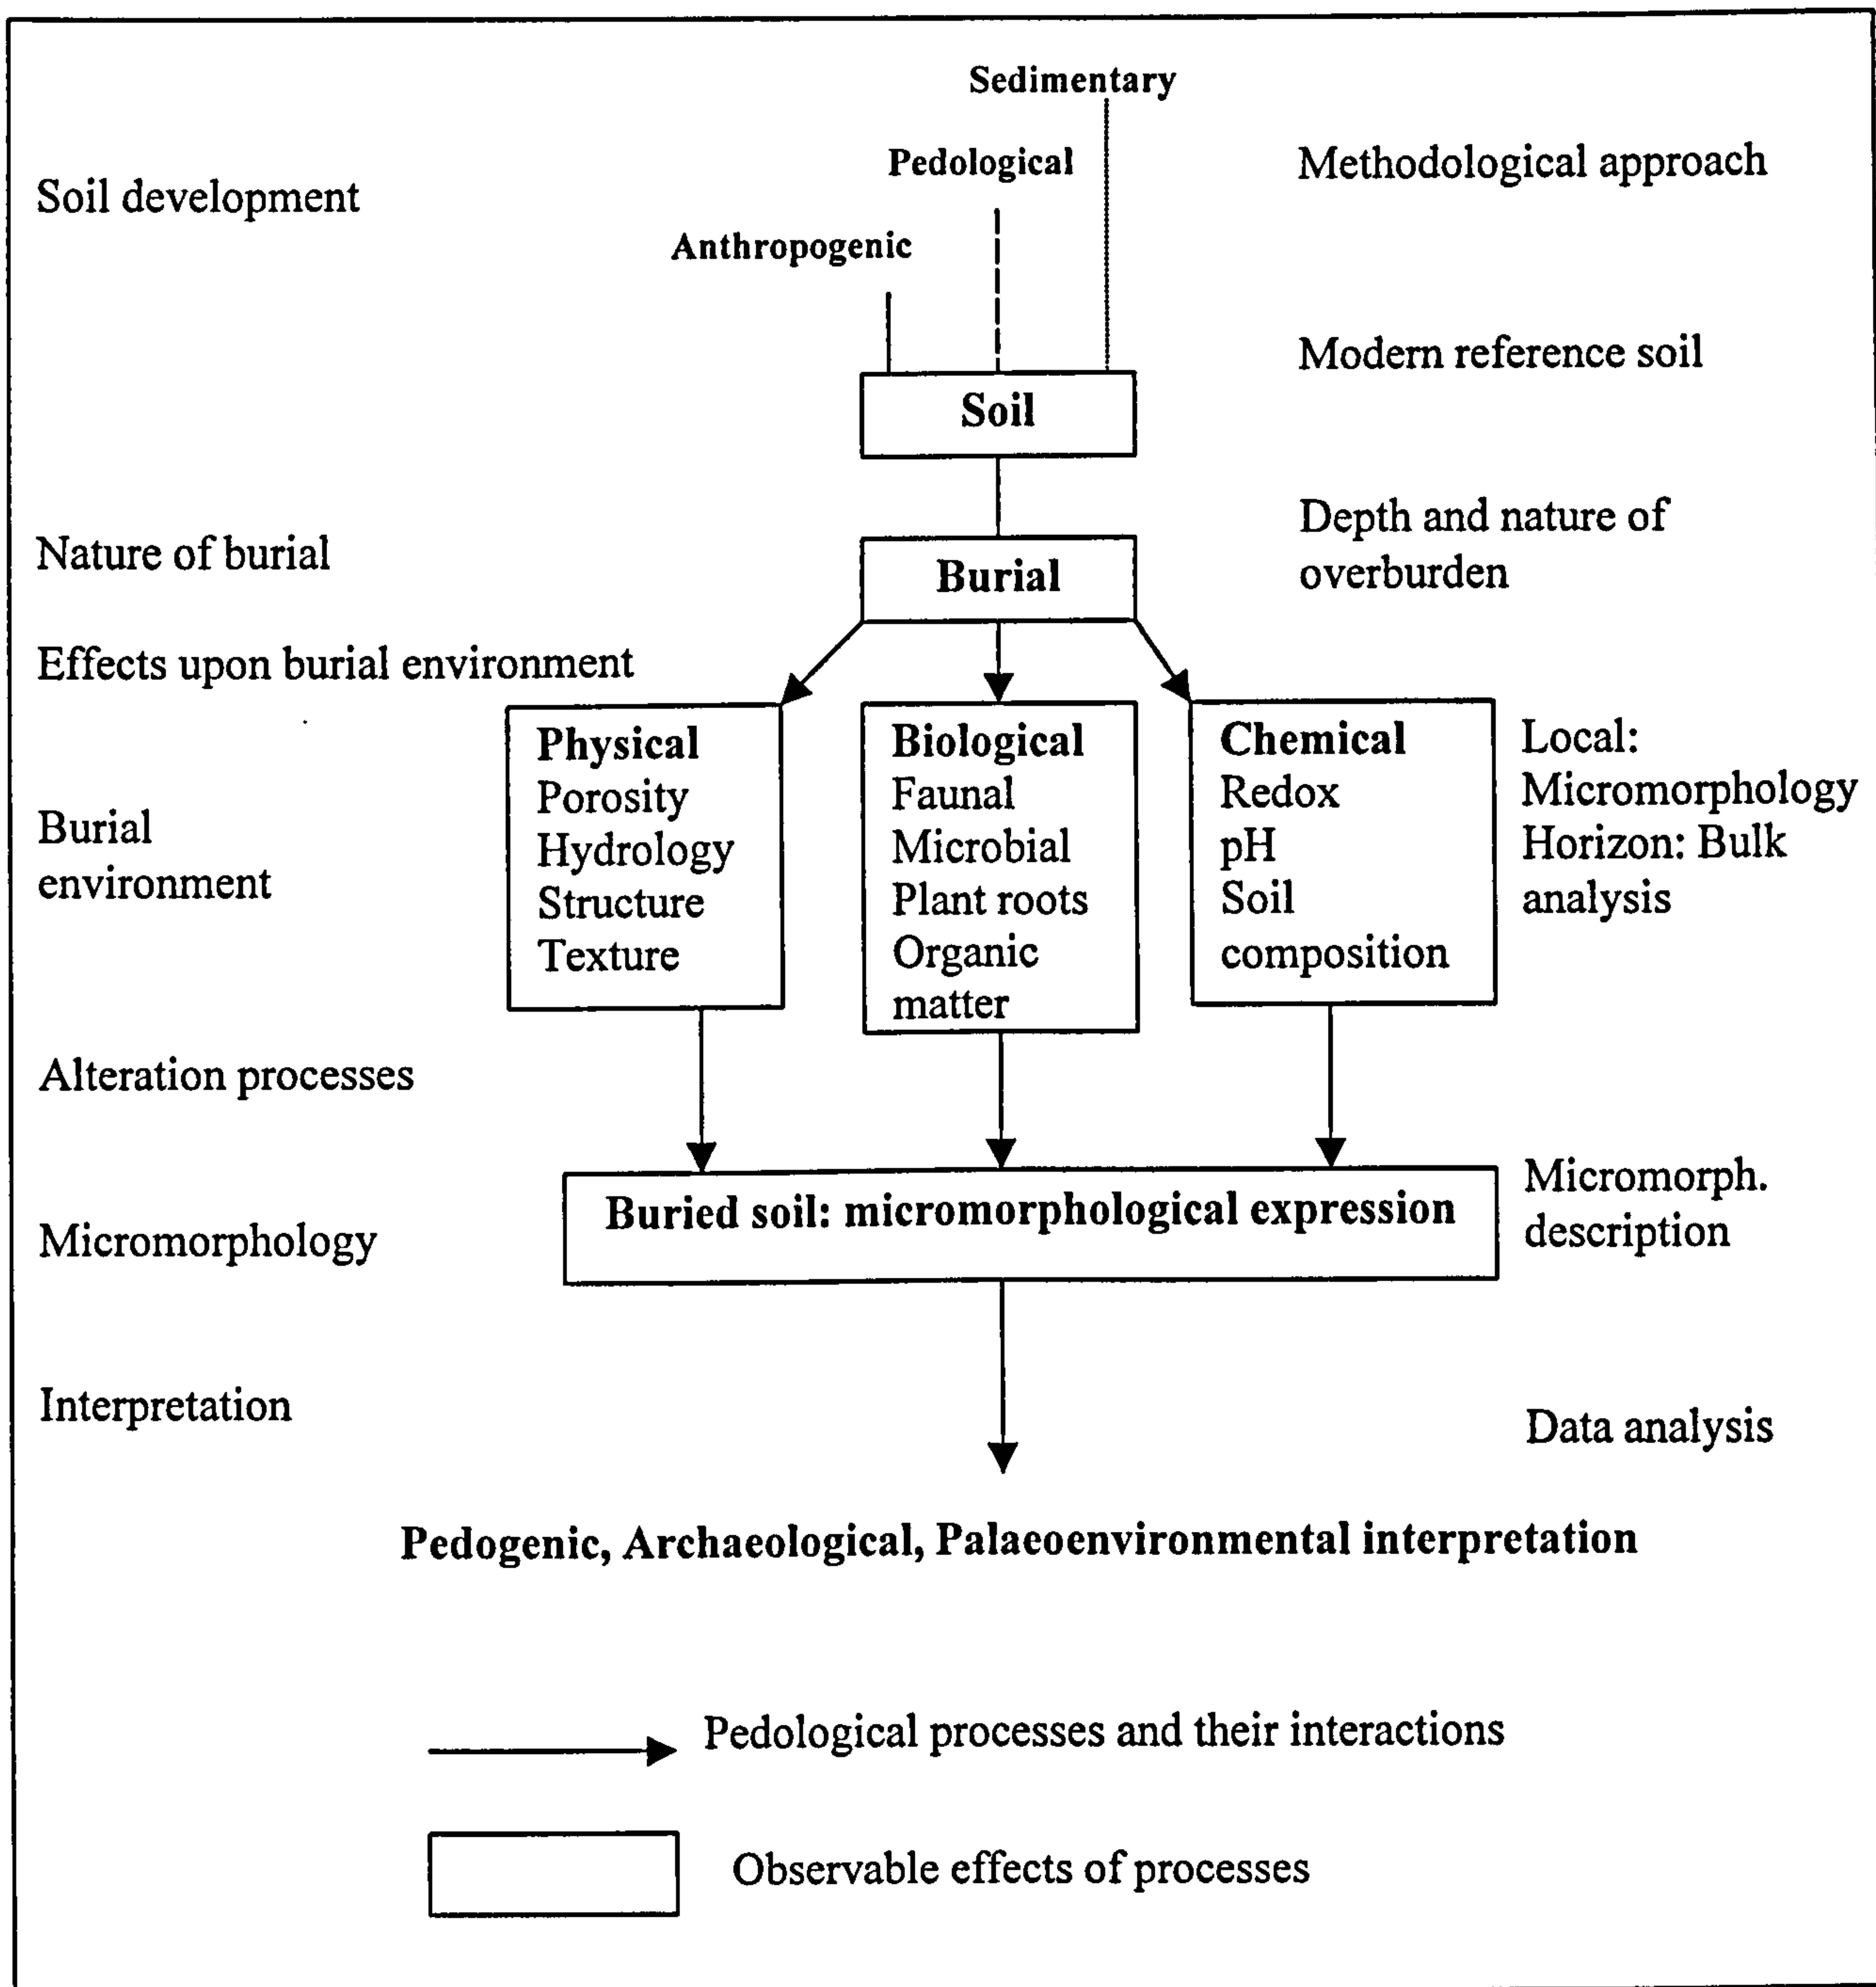 Sedimentary
Pedological
Methodological approach
Soil development
Anthropogenic
Modern reference soil
Soil
Depth and nature of
overburden
Nature of burial
Burial
Effects upon burial environment
Physical
Porosity
Hydrology
Structure
Texture
Biological
Faunal
Microbial
Plant roots
Organic
matter
Chemical
Redox
pH
Soil
composition
Local:
Micromorphology
Horizon: Bulk
analysis
Burial
environment
Alteration processes
Buried soil: micromorphological expression
Micromorph.
description
Micromorphology
Interpretation
Data analysis
Pedogenic, Archaeological, Palaeoenvironmental interpretation
Pedological processes and their interactions
Observable effects of processes